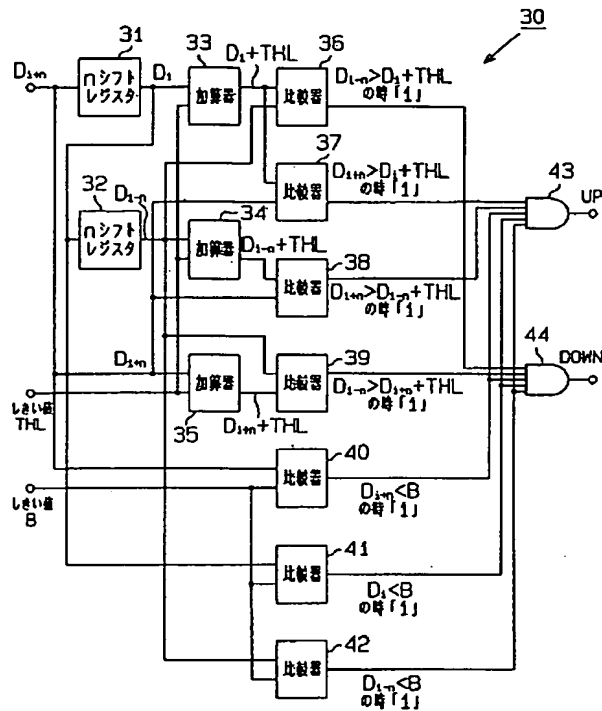 30
31
33
36
Di+n
nシフト
レジスタ
Di
加算器
Di+THL
比較器
Di-n>Di+THL
の時「1」
37
比較器
Di+n>Di+THL
の時「1」
43
UP
32
nシフト
レジスタ
Di-n
34
加算器
Di-n+THL
38
比較器
Di+n>Di-n+THL
の時「1」
39
44
DOWN
Di+n
加算器
35
Di+n+THL
比較器
Di-n>Di+n+THL
の時「1」
しきい値
THL
40
比較器
Di+n<B
の時「1」
しきい値
B
41
比較器
Di<B
の時「1」
42
比較器
Di-n<B
の時「1」